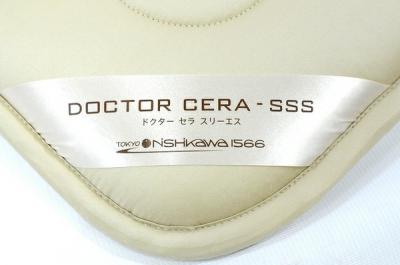 DOCTOR CERA - SSS
ドクター セラ スリーエス
TOKYO nishikawa 1566